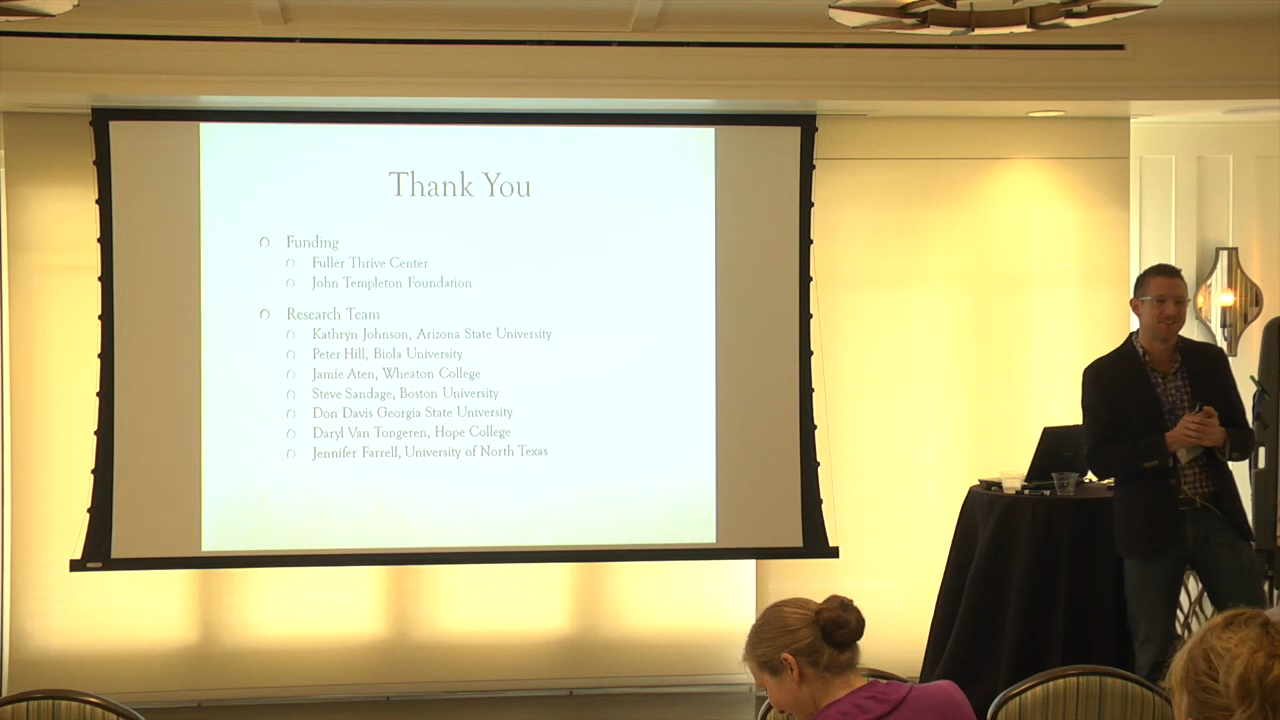 Thank You
Funding
Fuller Thrive Center
John Templeton Foundation
Research Team
Kathryn Johnson, Arizona State University
Peter Hill, Biola University
Jamie Aten, Wheaton College
Steve Sandage, Boston University
Don Davis Georgia State University
Daryl Van Tongeren, Hope College
Jennifer Farrell, University of North Texas